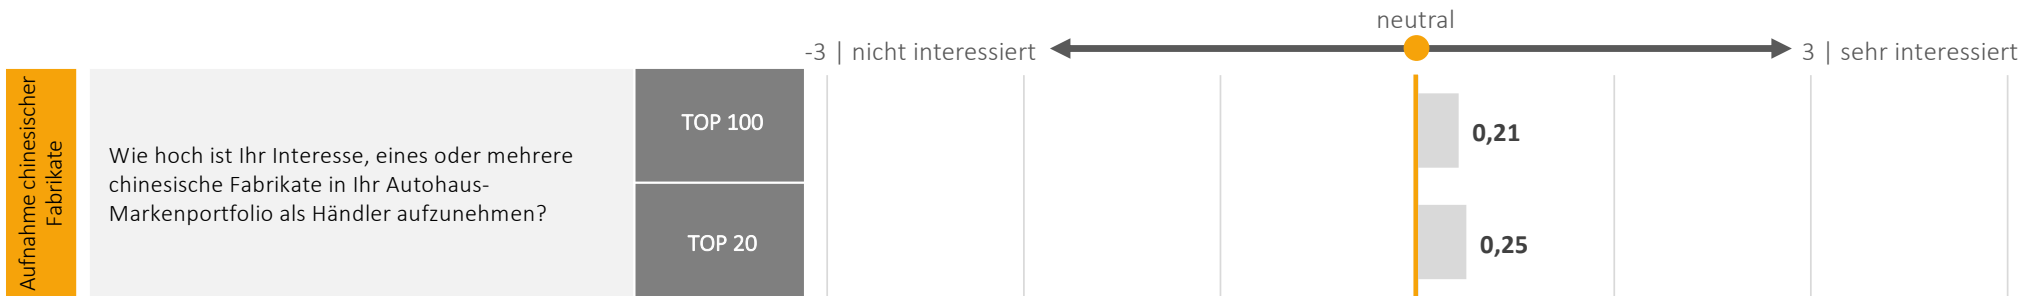 neutral
-3 | nicht interessiert
3 | sehr interessiert
Aufnahme chinesischer
Fabrikate
Wie hoch ist Ihr Interesse, eines oder mehrere
chinesische Fabrikate in Ihr Autohaus-
Markenportfolio als Händler aufzunehmen?
TOP 100
0,21
TOP 20
0,25